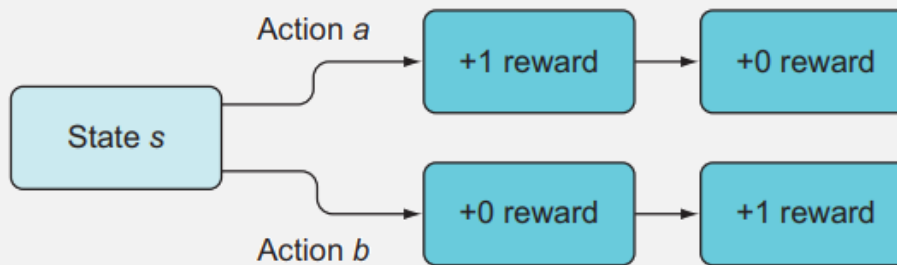 Action a
+1 reward
+0 reward
State s
+0 reward
+1 reward
Action b